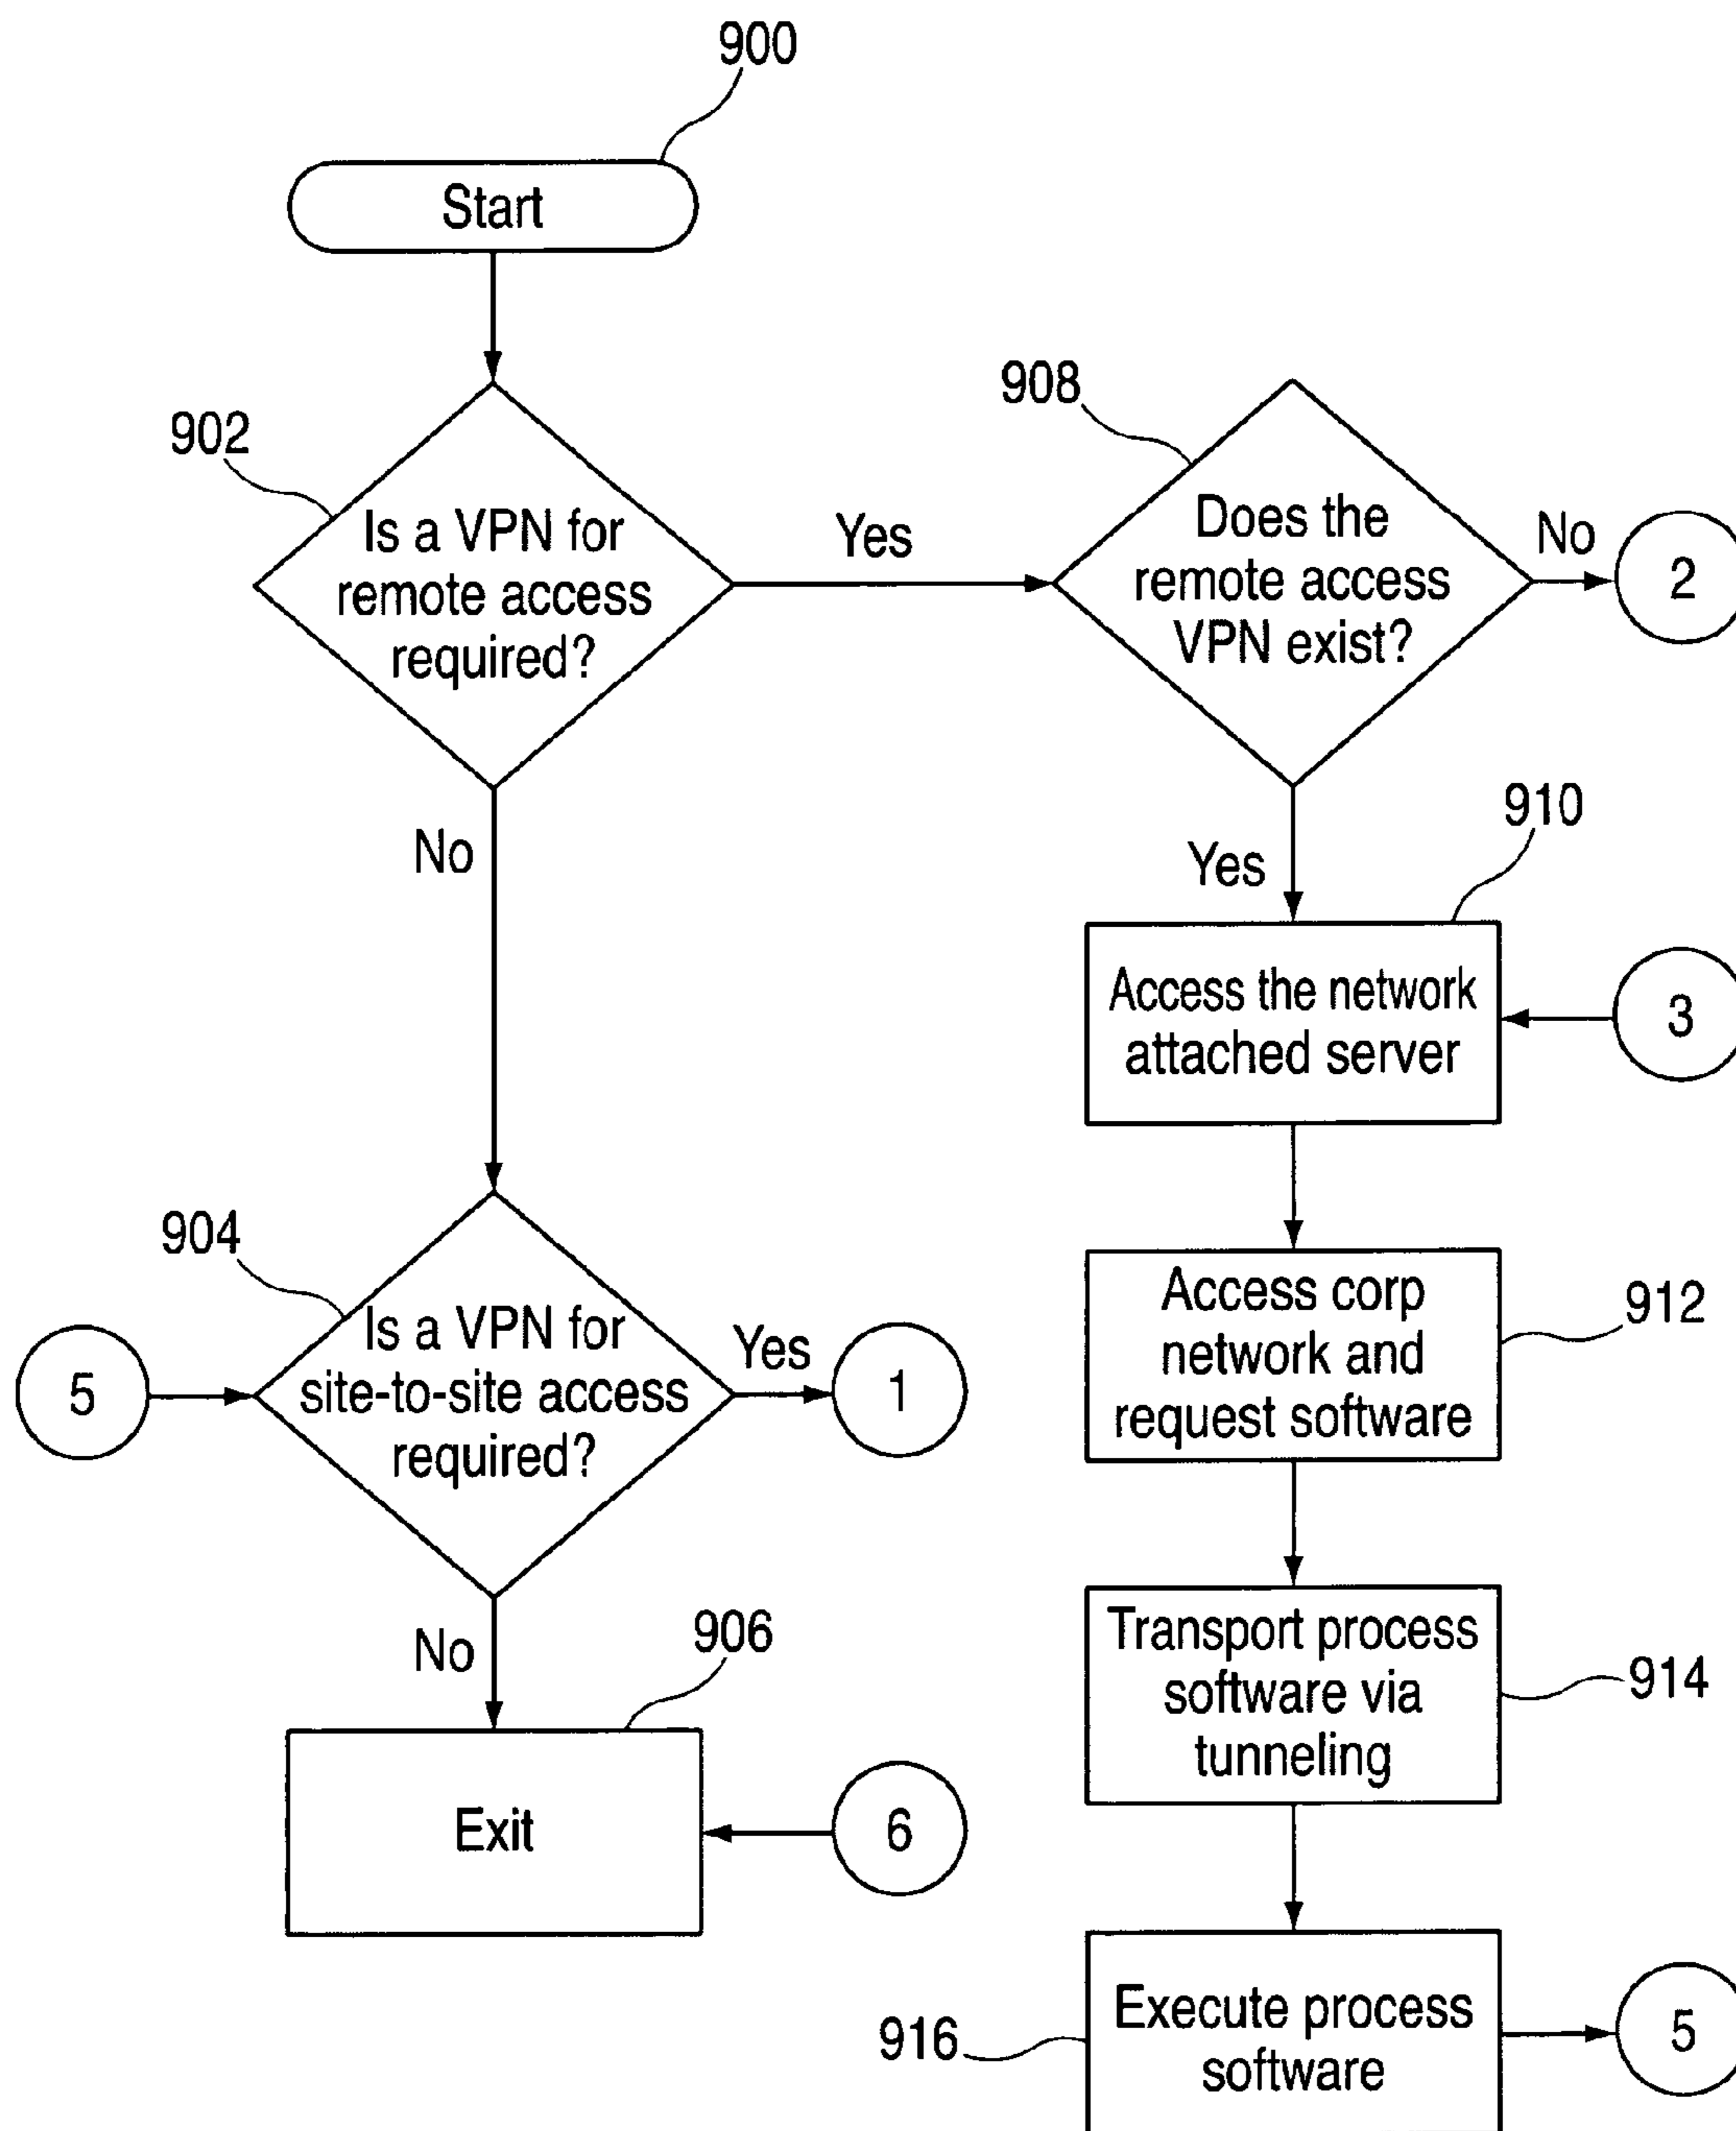 900
Start
902
Is a VPN for
remote access
required?
Yes
No
908
Does the
remote access
VPN exist?
No
2
Yes
910
Access the network
attached server
3
904
Is a VPN for
site-to-site access
required?
5
Yes
1
No
Access corp
network and
request software
912
906
Exit
6
Transport process
software via
tunneling
914
916
Execute process
software
5